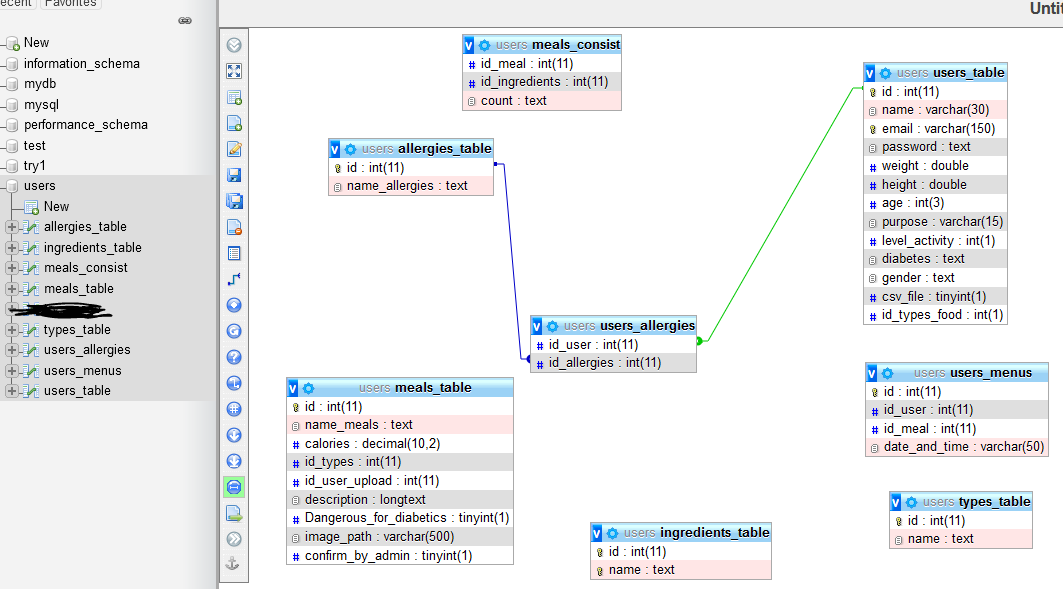 Favorites
Untit
New
information_schema
mydb
mysql
performance_schema
test
try1
users
New
allergies_table
ingredients_table
meals_consist
meals_table
types_table
users_allergies
users_menus
users_table
users meals_consist
id_meal : int(11)
id_ingredients : int(11)
count : text
users allergies_table
id : int(11)
name_allergies : text
users users_table
id : int(11)
name : varchar(30)
email : varchar(150)
password : text
weight : double
height : double
age : int(3)
purpose : varchar(15)
level_activity : int(1)
diabetes : text
gender : text
csv_file : tinyint(1)
id_types_food : int(1)
users users_allergies
id_user : int(11)
id_allergies : int(11)
users meals_table
id : int(11)
name_meals : text
calories : decimal(10,2)
id_types : int(11)
id_user_upload : int(11)
description : longtext
Dangerous_for_diabetics : tinyint(1)
image_path : varchar(500)
confirm_by_admin : tinyint(1)
users users_menus
id : int(11)
id_user : int(11)
id_meal : int(11)
date_and_time : varchar(50)
users ingredients_table
id : int(11)
name : text
users types_table
id : int(11)
name : text